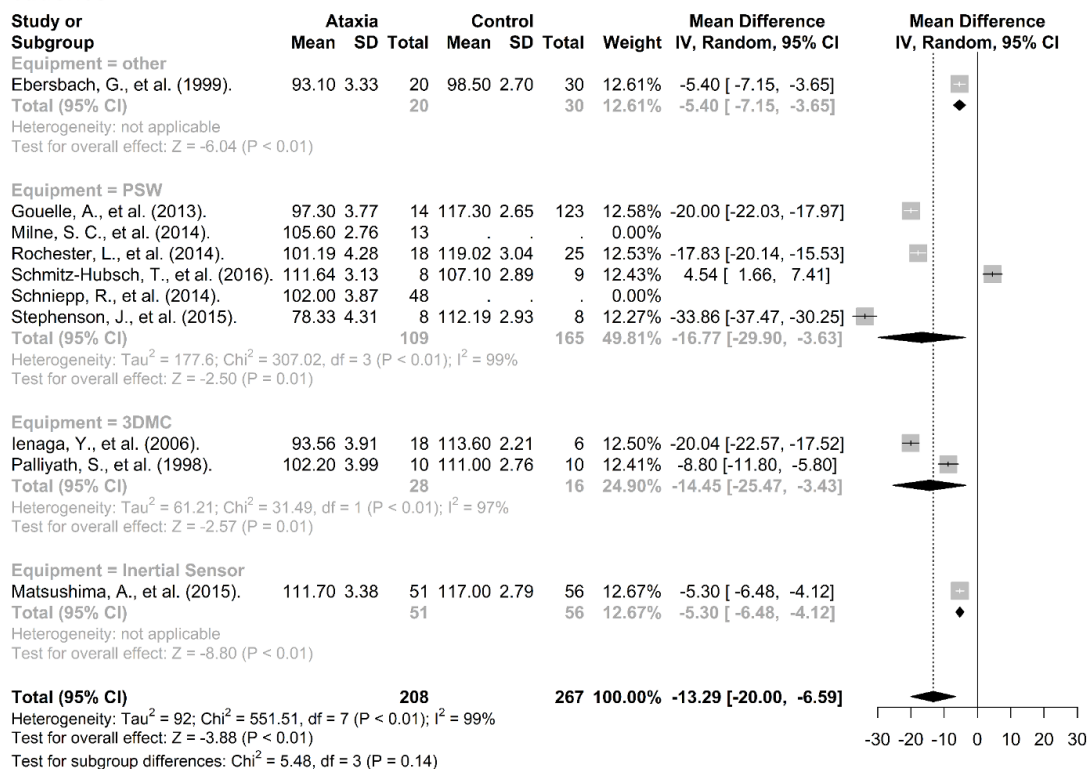 Study or Ataxia Control Mean Difference Mean Difference
Subgroup Mean SD Total Mean SD Total Weight IV, Random, 95% CI IV, Random, 95% CI
Equipment = other
Ebersbach, G., et al. (1999). 93.10 3.33 20 98.50 2.70 30 12.61% -5.40 [ -7.15, -3.65]
Total (95% CI) 20 30 12.61% -5.40 [ -7.15, -3.65]
Heterogeneity: not applicable
Test for overall effect: Z = -6.04 (P < 0.01)
Equipment = PSW
Gouelle, A., et al. (2013). 97.30 3.77 14 117.30 2.65 123 12.58% -20.00 [-22.03, -17.97]
Milne, S. C., et al. (2014). 105.60 2.76 13 . . . 0.00%
Rochester, L., et al. (2014). 101.19 4.28 18 119.02 3.04 25 12.53% -17.83 [-20.14, -15.53]
Schmitz-Hubsch, T., et al. (2016). 111.64 3.13 8 107.10 2.89 9 12.43% 4.54 [ 1.66, 7.41]
Schniepp, R., et al. (2014). 102.00 3.87 48 . . . 0.00%
Stephenson, J., et al. (2015). 78.33 4.31 8 112.19 2.93 8 12.27% -33.86 [-37.47, -30.25]
Total (95% CI) 109 165 49.81% -16.77 [-29.90, -3.63]
Heterogeneity: Tau² = 177.6; Chi² = 307.02, df = 3 (P < 0.01); I² = 99%
Test for overall effect: Z = -2.50 (P = 0.01)
Equipment = 3DMC
Ienaga, Y., et al. (2006). 93.56 3.91 18 113.60 2.21 6 12.50% -20.04 [-22.57, -17.52]
Palliyath, S., et al. (1998). 102.20 3.99 10 111.00 2.76 10 12.41% -8.80 [-11.80, -5.80]
Total (95% CI) 28 16 24.90% -14.45 [-25.47, -3.43]
Heterogeneity: Tau² = 61.21; Chi² = 31.49, df = 1 (P < 0.01); I² = 97%
Test for overall effect: Z = -2.57 (P = 0.01)
Equipment = Inertial Sensor
Matsushima, A., et al. (2015). 111.70 3.38 51 117.00 2.79 56 12.67% -5.30 [ -6.48, -4.12]
Total (95% CI) 51 56 12.67% -5.30 [ -6.48, -4.12]
Heterogeneity: not applicable
Test for overall effect: Z = -8.80 (P < 0.01)
Total (95% CI) 208 267 100.00% -13.29 [-20.00, -6.59]
Heterogeneity: Tau² = 92; Chi² = 551.51, df = 7 (P < 0.01); I² = 99%
Test for overall effect: Z = -3.88 (P < 0.01)
Test for subgroup differences: Chi² = 5.48, df = 3 (P = 0.14)
-30 -20 -10 0 10 20 30